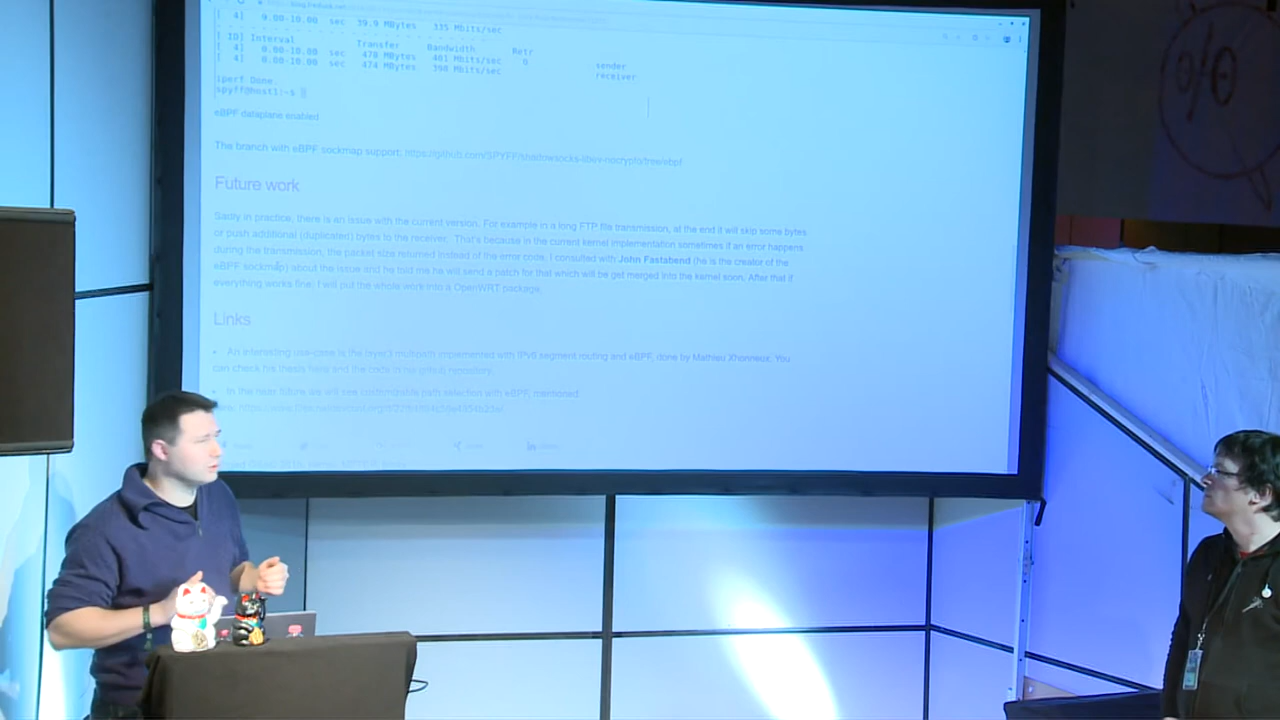 [ 4] 9.00-10.00 sec 39.9 MBytes 335 Mbits/sec
[ ID] Interval Transfer Bandwidth Retr
[ 4] 0.00-10.00 sec 478 MBytes 401 Mbits/sec 0 sender
[ 4] 0.00-10.00 sec 474 MBytes 398 Mbits/sec receiver
iperf Done.
spyff@host1:~$
eBPF dataplane enabled
The branch with eBPF sockmap support: https://github.com/SPYFF/shadowsocks-libev-nocrypto/tree/ebpf
Future work
Sadly in practice, there is an issue with the current version. For example in a long FTP file transmission, at the end it will skip some bytes
or push additional (duplicated) bytes to the receiver. That's because in the current kernel implementation sometimes if an error happens
during the transmission, the packet size returned instead of the error code. I consulted with John Fastabend (he is the creator of the
eBPF sockmap) about the issue and he told me he will send a patch for that which will be get merged into the kernel soon. After that if
everything works fine, I will put the whole work into a OpenWRT package.
Links
An interesting use-case is the layer3 multipath implemented with IPv6 segment routing and eBPF, done by Mathieu Xhonneux. You
can check his thesis here and the code in his github repository.
In the near future we will see configurable path selection with eBPF, mentioned